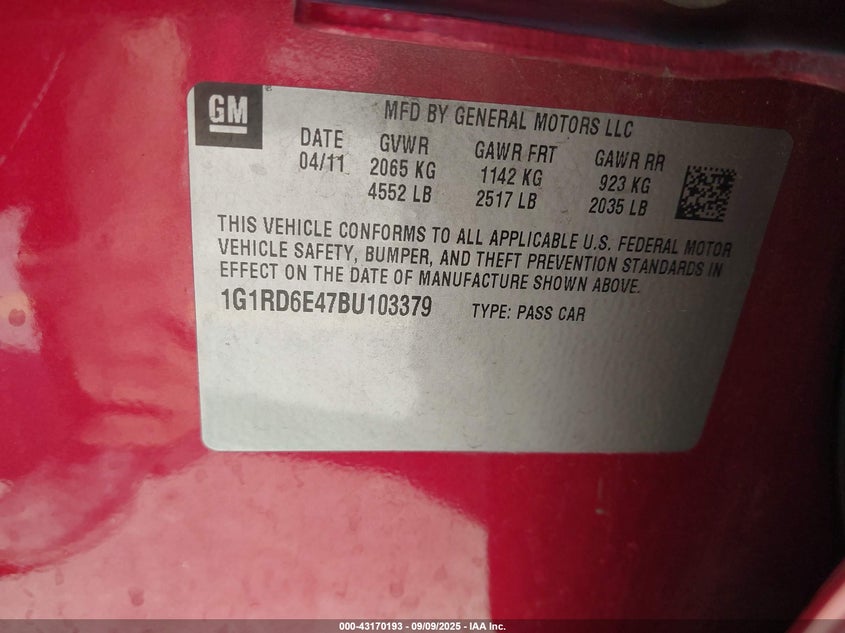 GM
MFD BY GENERAL MOTORS LLC
DATE GVWR GAWR FRT GAWR RR
04/11 2065 KG 1142 KG 923 KG
4552 LB 2517 LB 2035 LB
THIS VEHICLE CONFORMS TO ALL APPLICABLE U.S. FEDERAL MOTOR
VEHICLE SAFETY, BUMPER, AND THEFT PREVENTION STANDARDS IN
EFFECT ON THE DATE OF MANUFACTURE SHOWN ABOVE.
1G1RD6E47BU103379 TYPE: PASS CAR
000-43170193 - 09/09/2025 - IAA Inc.